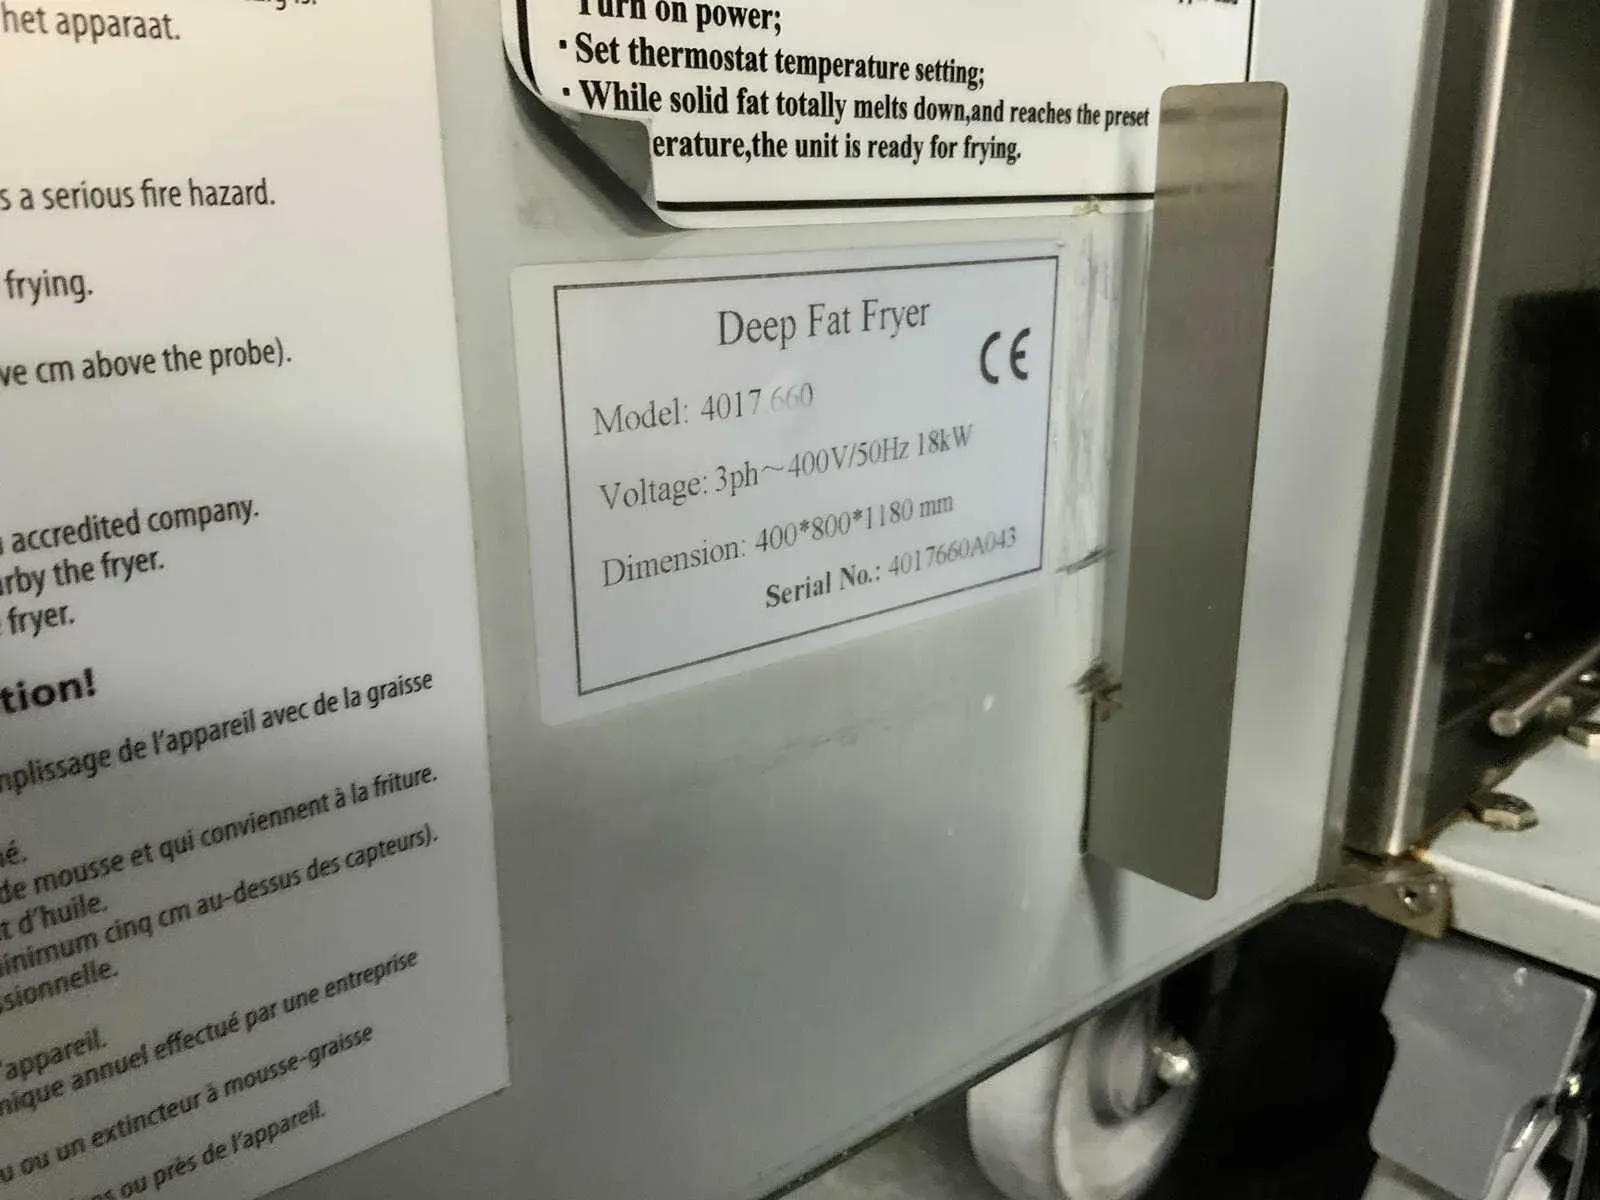 het apparaat.
s a serious fire hazard.
frying.
ve cm above the probe).
accredited company.
rby the fryer.
fryer.
tion!
plissage de l'appareil avec de la graisse
é.
de mousse et qui conviennent à la friture.
t d'huile.
inimum cinq cm au-dessus des capteurs).
ssionnelle.
'appareil.
nique annuel effectué par une entreprise
u ou un extincteur à mousse-graisse
ou près de l'appareil.
Turn on power;
· Set thermostat temperature setting;
· While solid fat totally melts down,and reaches the preset
erature,the unit is ready for frying.
Deep Fat Fryer
CE
Model: 4017 660
Voltage: 3ph~400V/50Hz 18kW
Dimension: 400*800*1180 mm
Serial No.: 4017660A043